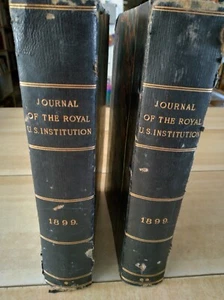 JOURNAL
OF THE ROYAL
U.S. INSTITUTION
1899.
JOURNAL
OF THE ROYAL
U.S. INSTITUTION
1899.